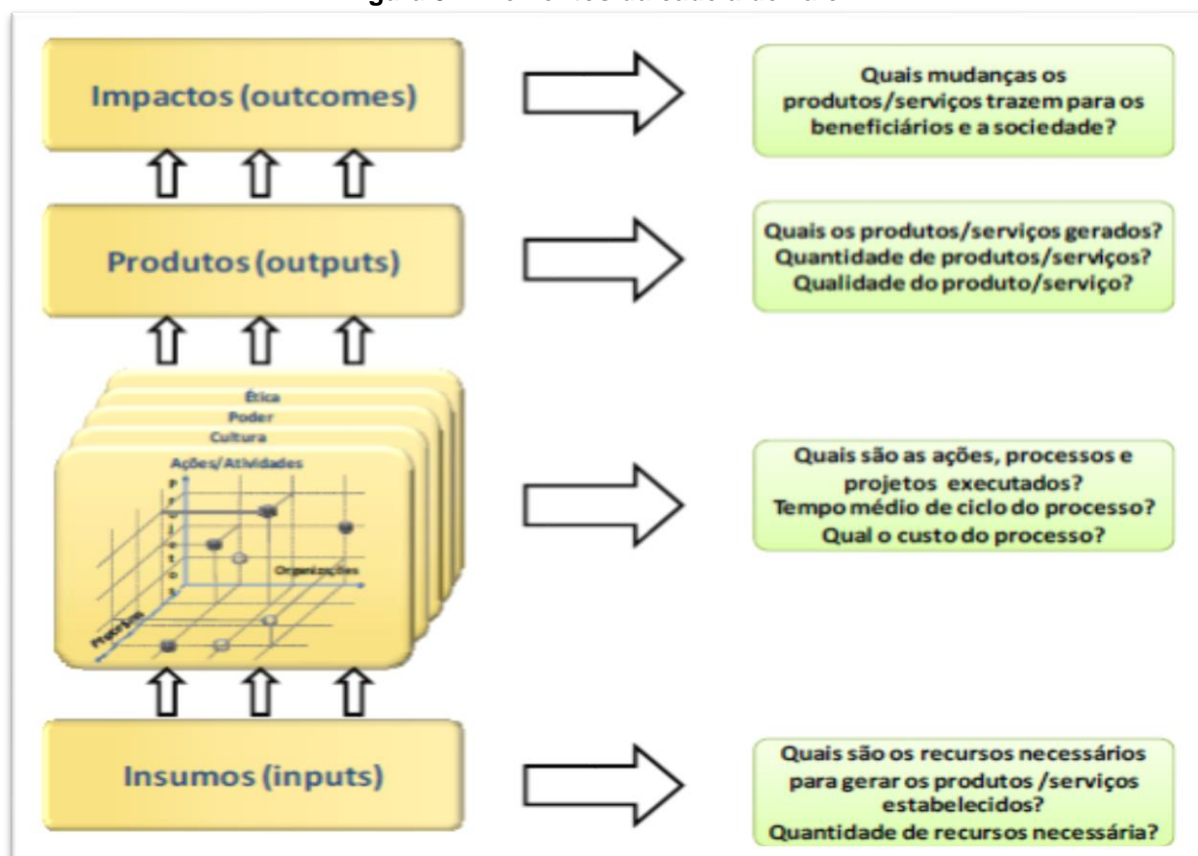 Impactos (outcomes)
Quais mudanças os
produtos/serviços trazem para os
beneficiários e a sociedade?
Produtos (outputs)
Quais os produtos/serviços gerados?
Quantidade de produtos/serviços?
Qualidade do produto/serviço?
Ética
Poder
Cultura
Ações/Atividades
Projetos
Organizações
Quais são as ações, processos e
projetos executados?
Tempo médio de ciclo do processo?
Qual o custo do processo?
Insumos (inputs)
Quais são os recursos necessários
para gerar os produtos /serviços
estabelecidos?
Quantidade de recursos necessária?